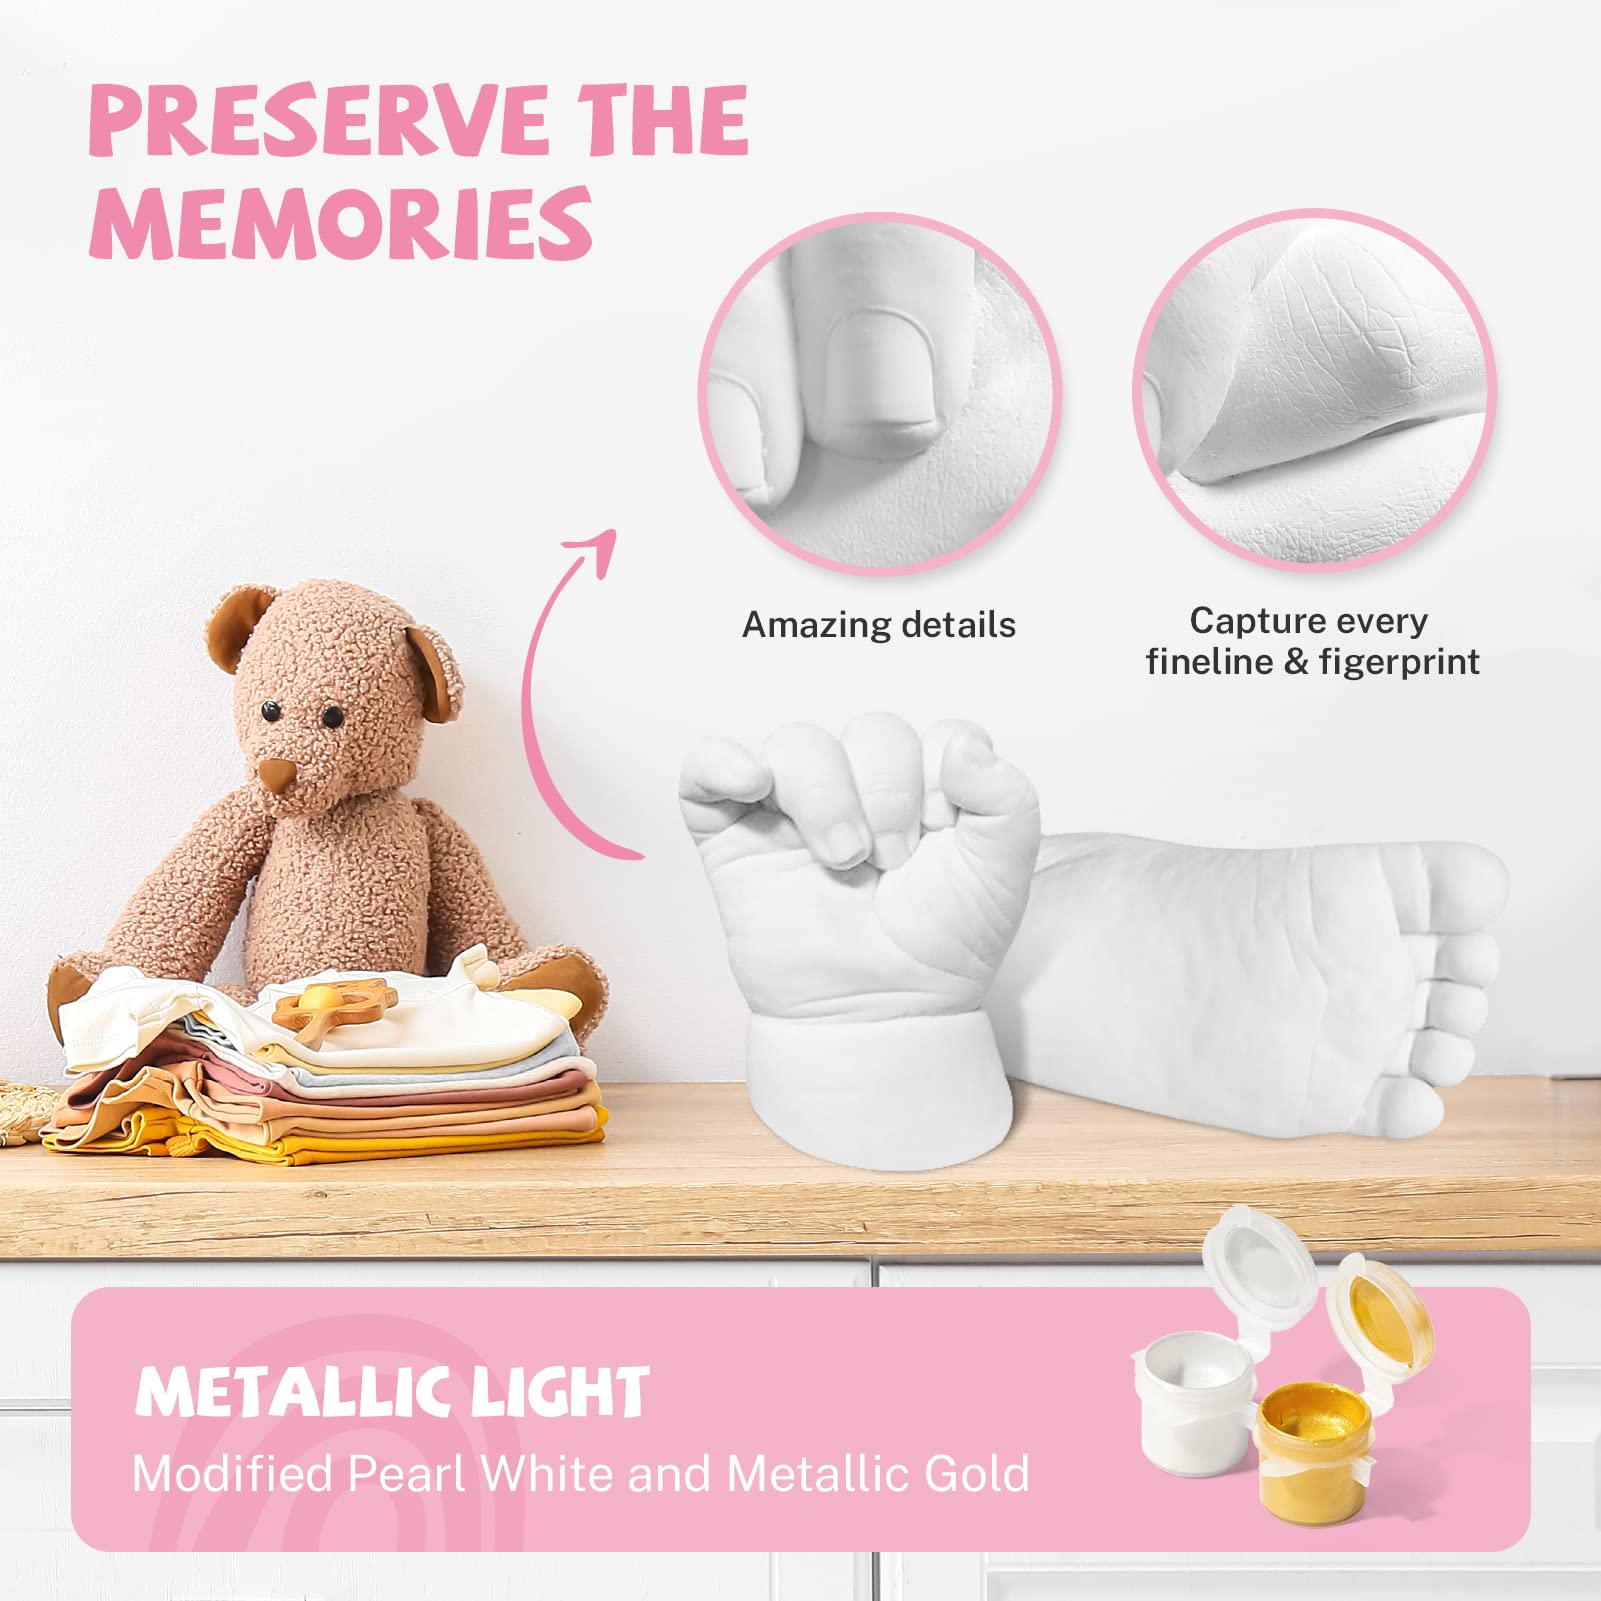 PRESERVE THE
MEMORIES
Amazing details
Capture every
fineline & figerprint
METALLIC LIGHT
Modified Pearl White and Metallic Gold